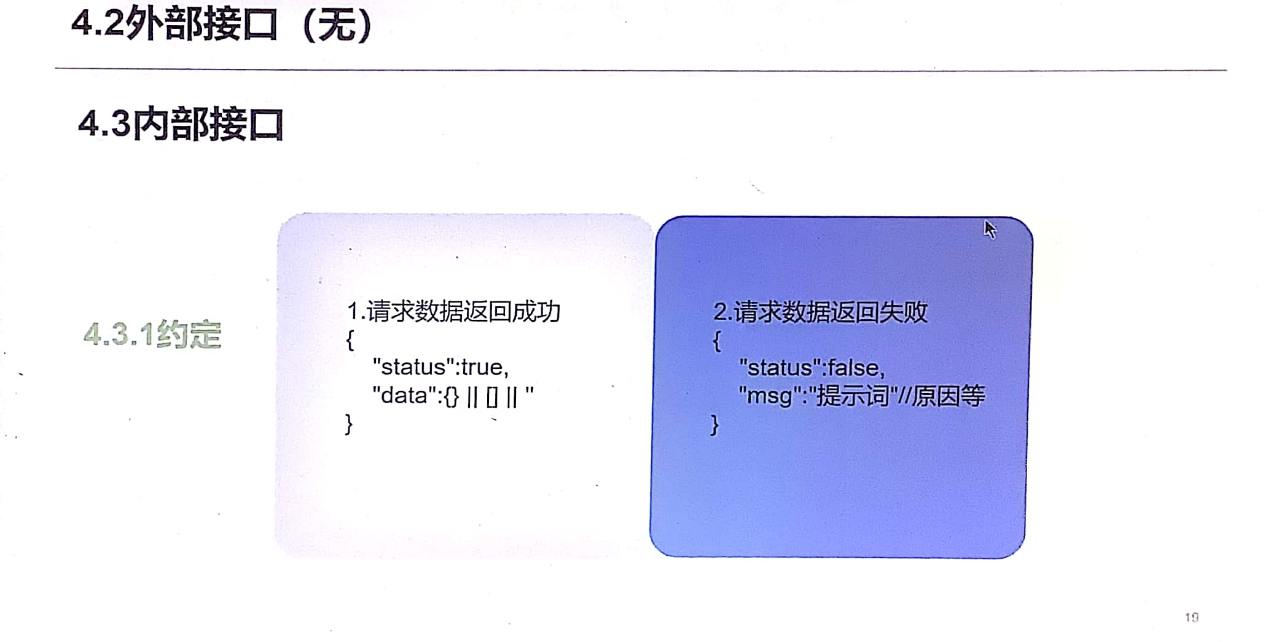 4.2外部接口（无）
4.3内部接口
4.3.1约定
1.请求数据返回成功
{
"status":true,
"data":{} || [] || "
}
2.请求数据返回失败
{
"status":false,
"msg":"提示词"//原因等
}
19